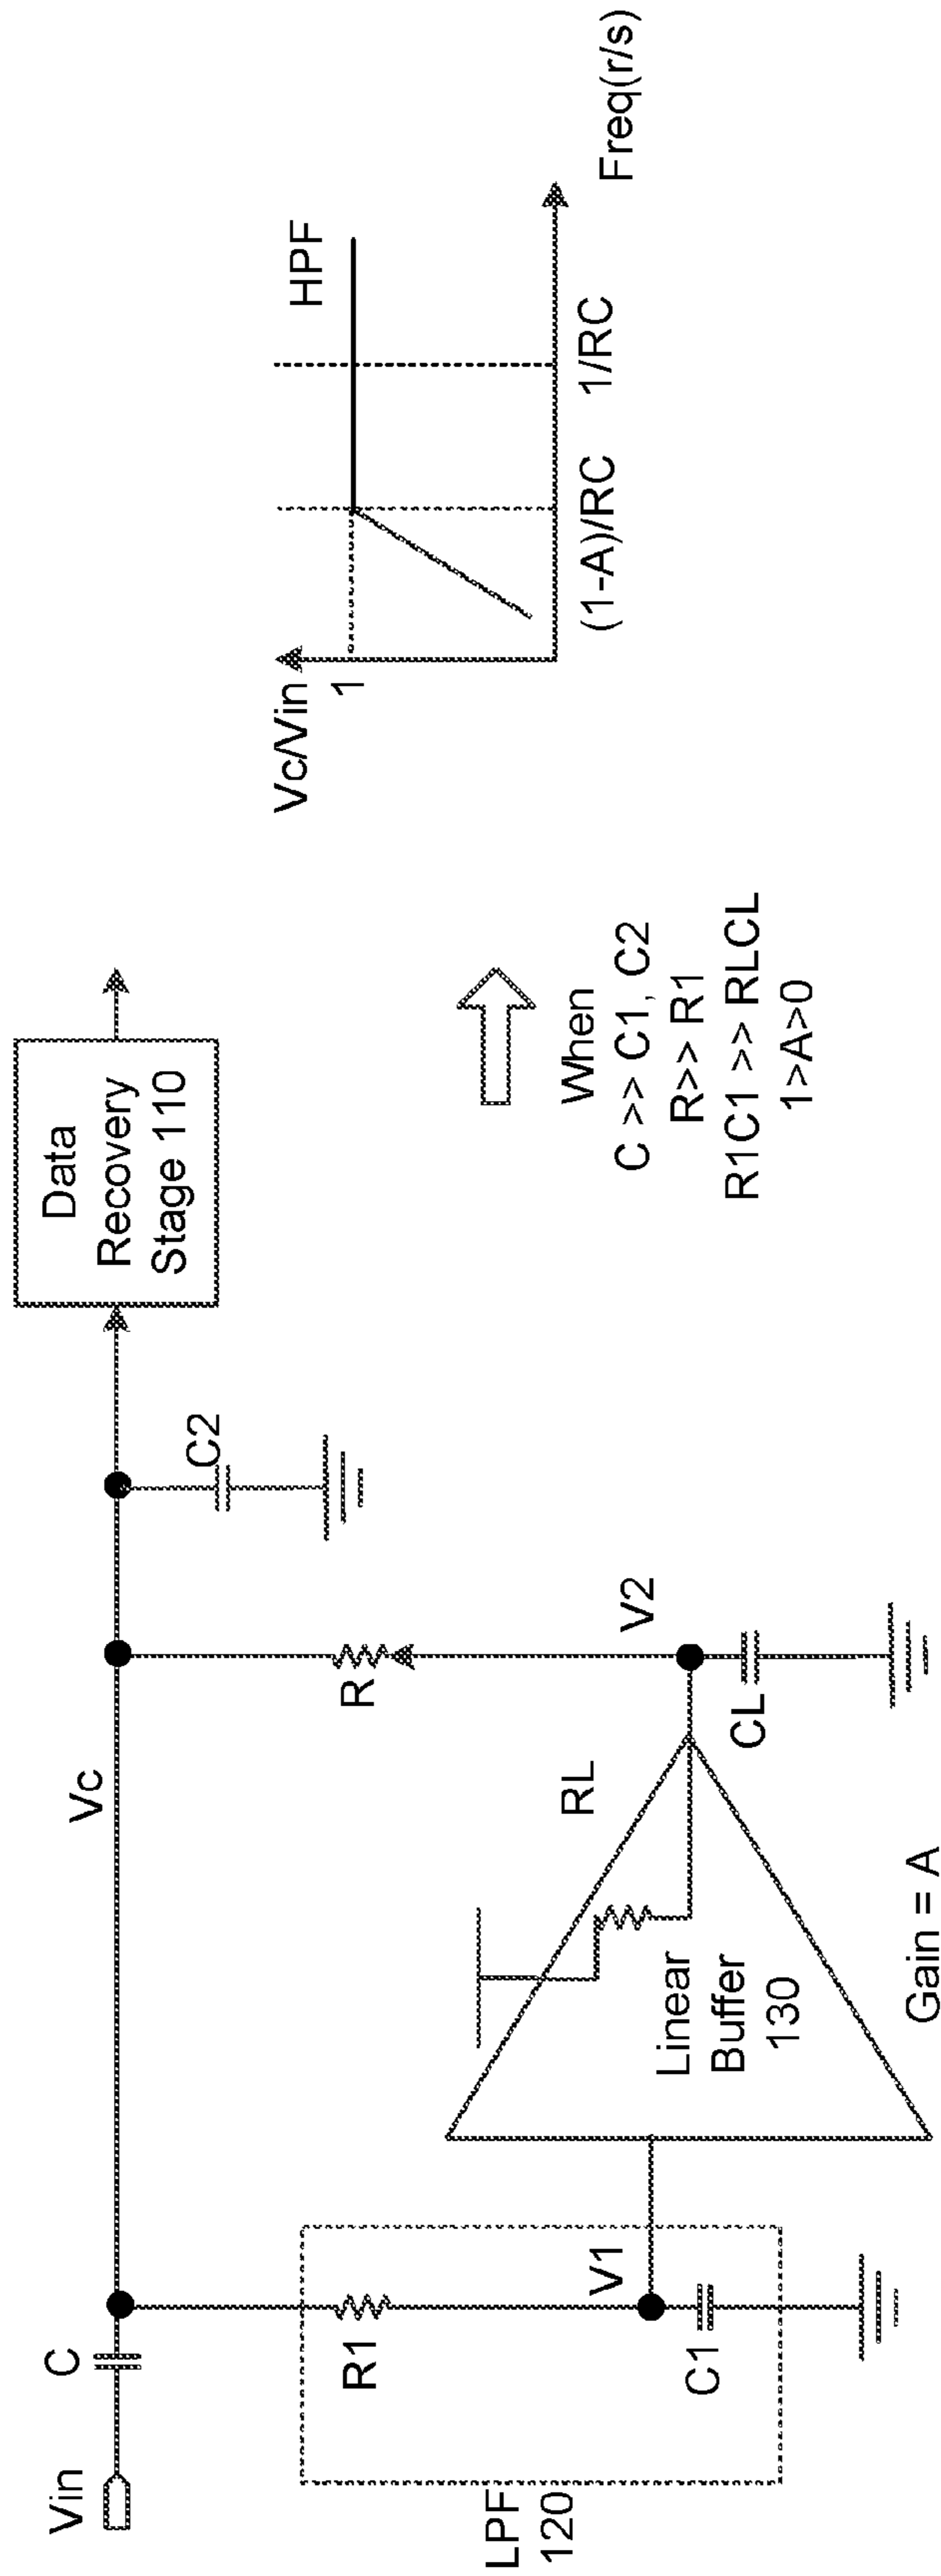 Vin
C
Vc
Data
Recovery
Stage 110
C2
LPF
120
R1
V1
C1
Linear
Buffer
130
RL
Gain = A
R
V2
CL
When
C >> C1, C2
R>> R1
R1C1 >> RLCL
1>A>0
Vc/Vin
1
HPF
(1-A)/RC
1/RC
Freq(r/s)